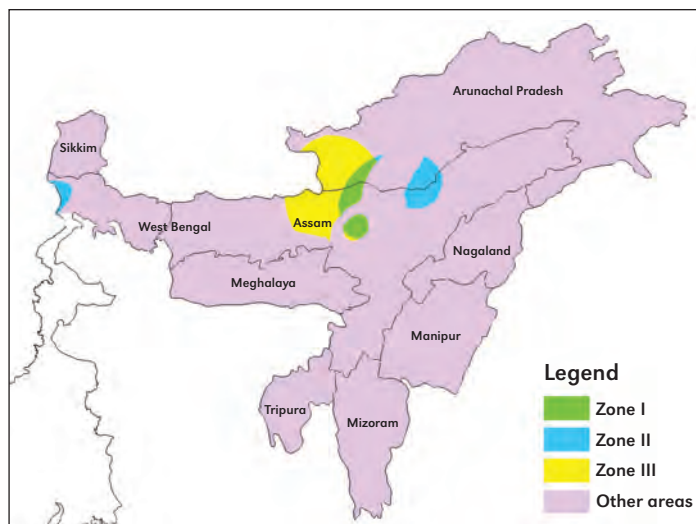 Arunachal Pradesh
Sikkim
West Bengal
Assam
Nagaland
Meghalaya
Manipur
Tripura
Mizoram
Legend
Zone I
Zone II
Zone III
Other areas